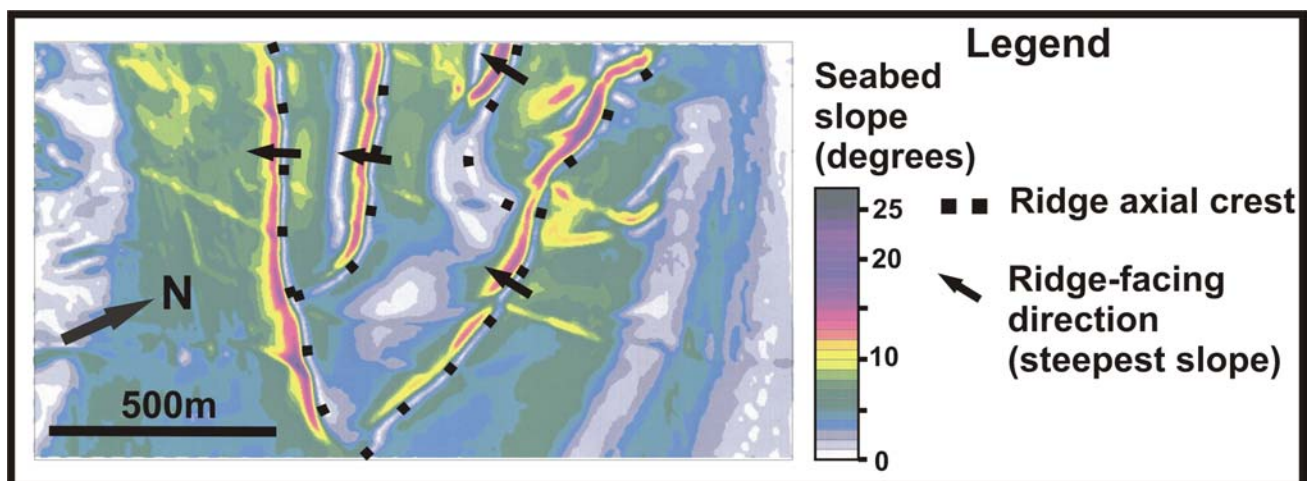 Legend
Seabed
slope
(degrees)
25
20
10
0
Ridge axial crest
Ridge-facing
direction
(steepest slope)
N
500m